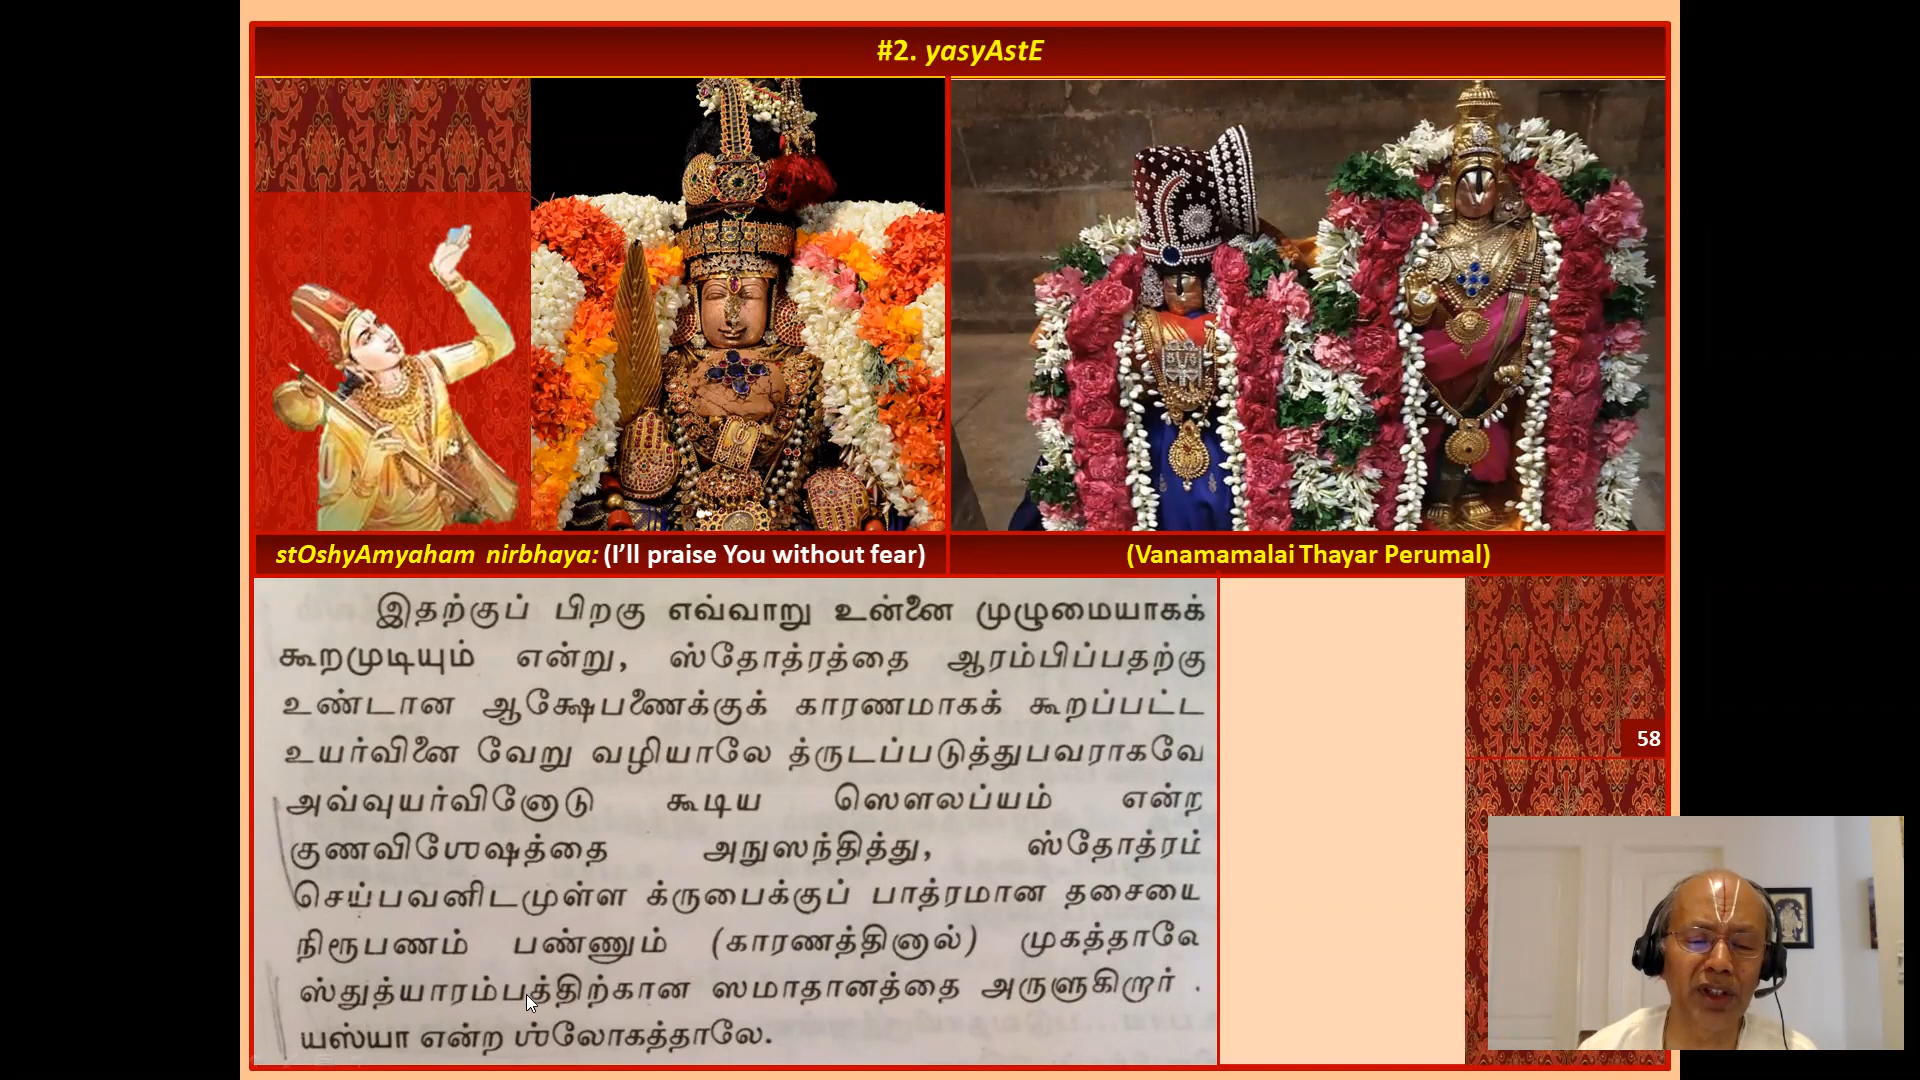 #2. yasyAstE
stOshyAmyaham nirbhaya: (I'll praise You without fear)
(Vanamamalai Thayar Perumal)
இதற்குப் பிறகு எவ்வாறு உன்னை முழுமையாகக்
கூறமுடியும் என்று, ஸ்தோத்ரத்தை ஆரம்பிப்பதற்கு
உண்டான ஆக்ஷேபணைக்குக் காரணமாகக் கூறப்பட்ட
உயர்வினை வேறு வழியாலே த்ருடப்படுத்துபவராகவே
அவ்வுயர்வினோடு கூடிய ஸௌலப்யம் என்ற
குணவிஶேஷத்தை அநுஸந்தித்து, ஸ்தோத்ரம்
செய்பவனிடமுள்ள க்ருபைக்குப் பாத்ரமான தசையை
நிரூபணம் பண்ணும் (காரணத்தினால்) முகத்தாலே
ஸ்துத்யாரம்பத்திற்கான ஸமாதானத்தை அருளுகிறார் .
யஸ்யா என்ற ஶ்லோகத்தாலே.
58